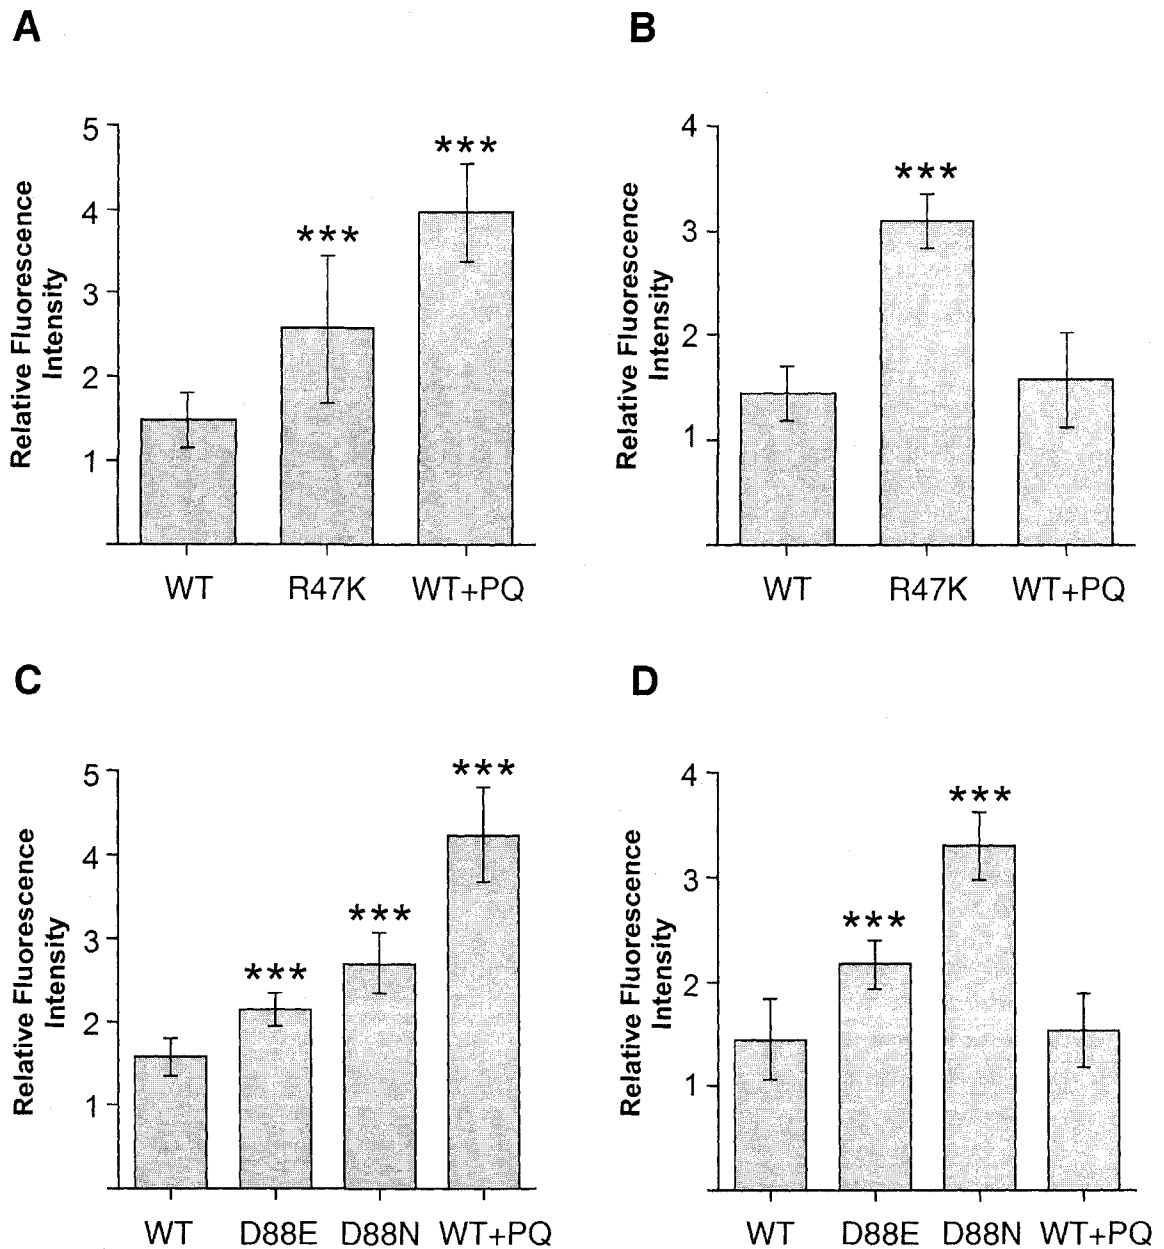 A
Relative Fluorescence
Intensity
5
4
3
2
1
***
***
WT
R47K
WT+PQ
B
Relative Fluorescence
Intensity
4
3
2
1
***
WT
R47K
WT+PQ
C
Relative Fluorescence
Intensity
5
4
3
2
1
***
***
***
WT
D88E
D88N
WT+PQ
D
Relative Fluorescence
Intensity
4
3
2
1
***
***
WT
D88E
D88N
WT+PQ